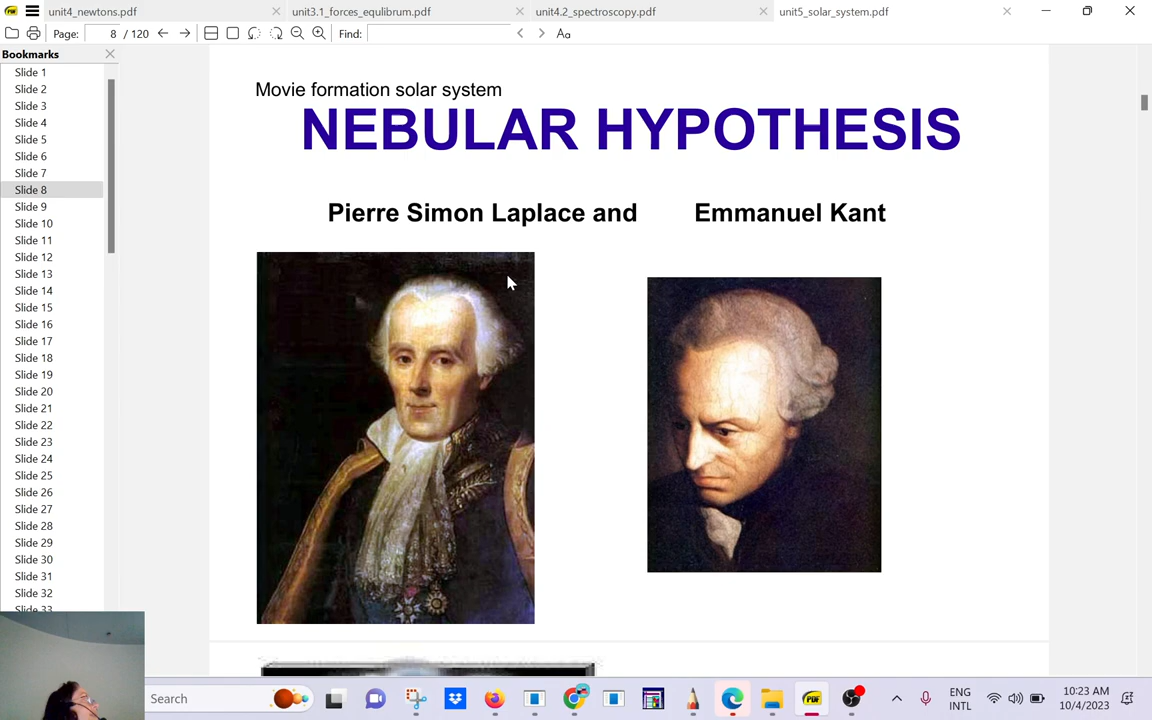 unit4_newtons.pdf
unit3.1_forces_equlibrum.pdf
unit4.2_spectroscopy.pdf
unit5_solar_system.pdf
Page: 8 / 120
Find:
Aa
Bookmarks
Slide 1
Slide 2
Slide 3
Slide 4
Slide 5
Slide 6
Slide 7
Slide 8
Slide 9
Slide 10
Slide 11
Slide 12
Slide 13
Slide 14
Slide 15
Slide 16
Slide 17
Slide 18
Slide 19
Slide 20
Slide 21
Slide 22
Slide 23
Slide 24
Slide 25
Slide 26
Slide 27
Slide 28
Slide 29
Slide 30
Slide 31
Slide 32
Slide 33
Movie formation solar system
NEBULAR HYPOTHESIS
Pierre Simon Laplace and Emmanuel Kant
Search
PDF
ENG
INTL
10:23 AM
10/4/2023